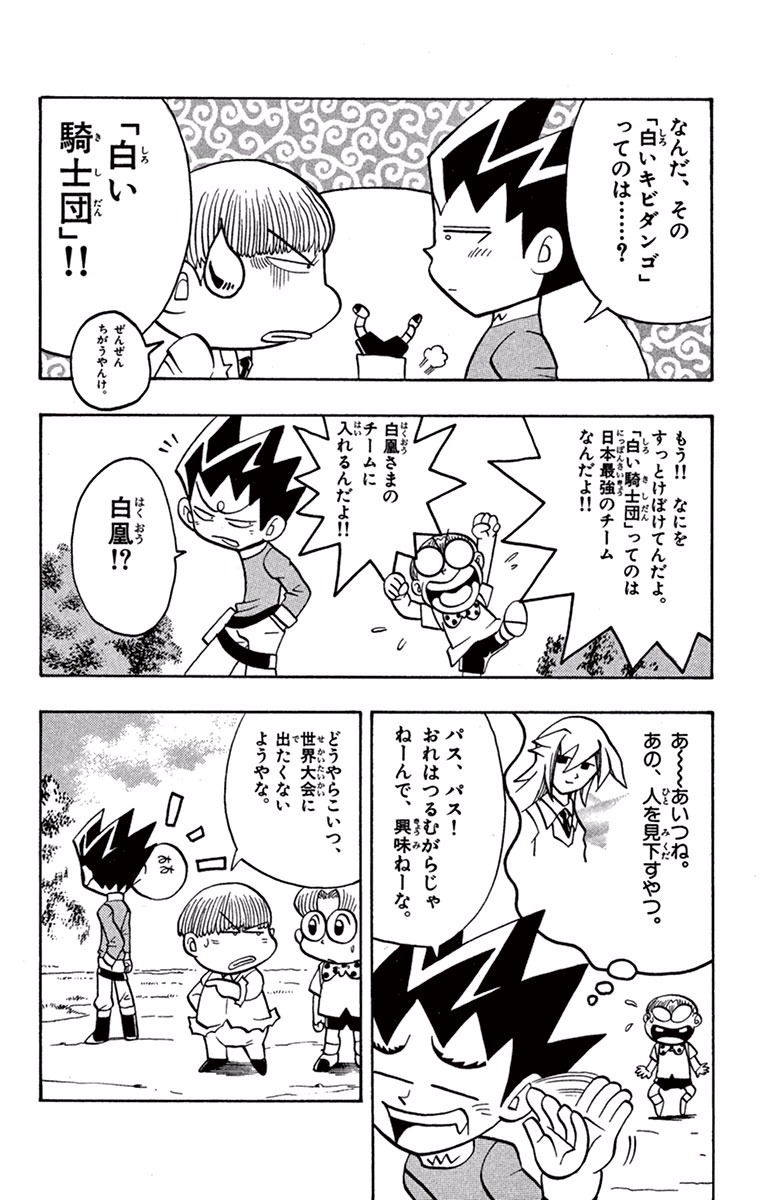 なんだ、その
「白いキビダンゴ」
ってのは……？
「白い
騎士団」!!
ぜんぜん
ちがうやんけ。
もう!! なにを
すっとけぼけてんだよ。
「白い騎士団」ってのは
日本最強のチーム
なんだよ!!
白凰さまの
チームに
入れるんだよ!!
白凰!?
あ〜〜あいつね。
あの、人を見下すやつ。
パス、パス！
おれはつるむがらじゃ
ねーんで、興味ねーな。
どうやらこいつ、
世界大会に
出たくない
ようやな。
みみ